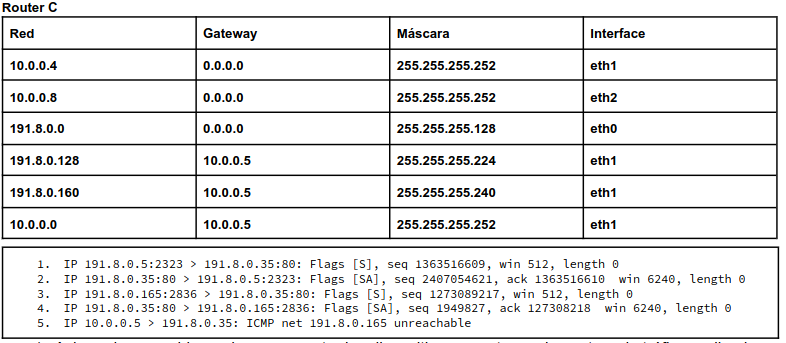 Router C
Red Gateway Máscara Interface
10.0.0.4 0.0.0.0 255.255.255.252 eth1
10.0.0.8 0.0.0.0 255.255.255.252 eth2
191.8.0.0 0.0.0.0 255.255.255.128 eth0
191.8.0.128 10.0.0.5 255.255.255.224 eth1
191.8.0.160 10.0.0.5 255.255.255.240 eth1
10.0.0.0 10.0.0.5 255.255.255.252 eth1
1. IP 191.8.0.5:2323 > 191.8.0.35:80: Flags [S], seq 1363516609, win 512, length 0
2. IP 191.8.0.35:80 > 191.8.0.5:2323: Flags [SA], seq 2407054621, ack 1363516610 win 6240, length 0
3. IP 191.8.0.165:2836 > 191.8.0.35:80: Flags [S], seq 1273089217, win 512, length 0
4. IP 191.8.0.35:80 > 191.8.0.165:2836: Flags [SA], seq 1949827, ack 127308218 win 6240, length 0
5. IP 10.0.0.5 > 191.8.0.35: ICMP net 191.8.0.165 unreachable